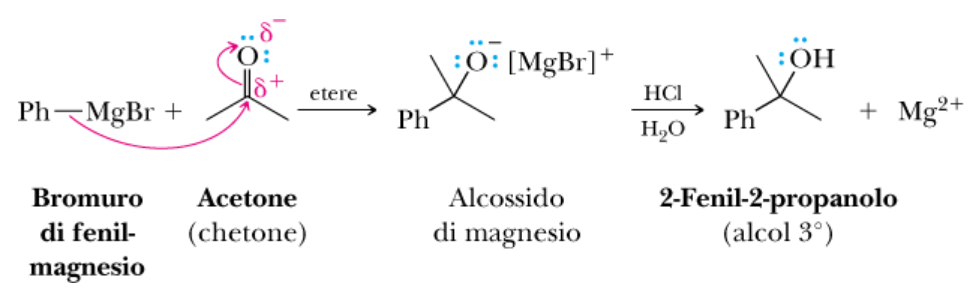 δ−
O
δ+
Ph—MgBr +
etere
O− [MgBr]+
Ph
HCl
H2O
OH
Ph
+ Mg2+
Bromuro
di fenil-
magnesio
Acetone
(chetone)
Alcossido
di magnesio
2-Fenil-2-propanolo
(alcol 3°)